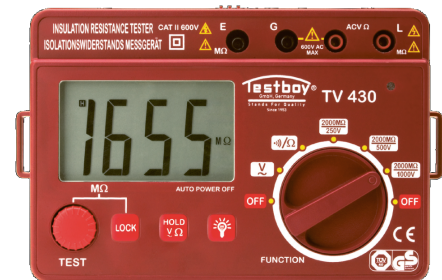 INSULATION RESISTANCE TESTER CAT II 600V
ISOLATIONSWIDERSTANDS MESSGERÄT
E G ACV Ω L
MΩ 600V AC MAX MΩ
Testboy®
GmbH, Germany
Stands For Quality
Since 1953
TV 430
H 1655 MΩ
MΩ AUTO POWER OFF
TEST LOCK HOLD V Ω
OFF V~ Ω 2000MΩ 250V 2000MΩ 500V 2000MΩ 1000V OFF
FUNCTION
CE
TÜV GS